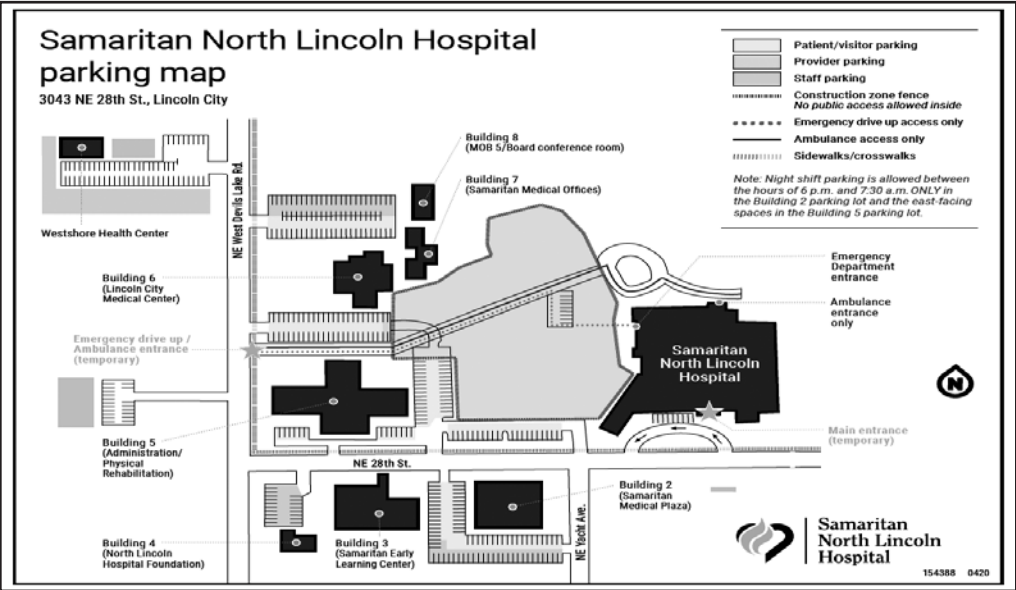 Samaritan North Lincoln Hospital
parking map
3043 NE 28th St., Lincoln City
Patient/visitor parking
Provider parking
Staff parking
Construction zone fence
No public access allowed inside
Emergency drive up access only
Ambulance access only
Sidewalks/crosswalks
Note: Night shift parking is allowed between
the hours of 6 p.m. and 7:30 a.m. ONLY in
the Building 2 parking lot and the east-facing
spaces in the Building 5 parking lot.
Building 8
(MOB 5/Board conference room)
Building 7
(Samaritan Medical Offices)
Westshore Health Center
NE West Devils Lake Rd.
Building 6
(Lincoln City
Medical Center)
Emergency
Department
entrance
Ambulance
entrance
only
Emergency drive up /
Ambulance entrance
(temporary)
Samaritan
North Lincoln
Hospital
N
Main entrance
(temporary)
Building 5
(Administration/
Physical
Rehabilitation)
NE 28th St.
Building 2
(Samaritan
Medical Plaza)
NE Yacht Ave.
Building 4
(North Lincoln
Hospital Foundation)
Building 3
(Samaritan Early
Learning Center)
Samaritan
North Lincoln
Hospital
154388 0420